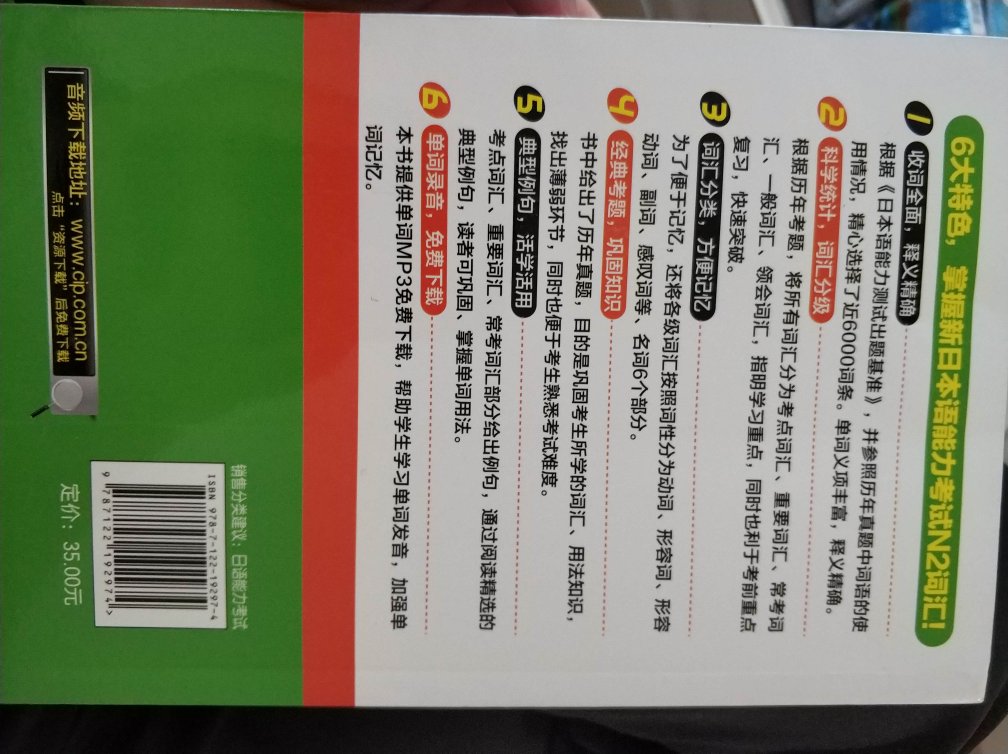 6大特色，掌握新日本语能力考试N2词汇！
1 收词全面，释义精确
根据《日本语能力测试出题基准》，并参照历年真题中词语的使
用情况，精心选择了近6000词条。单词义项丰富，释义精确。
2 科学统计，词汇分级
根据历年考题，将所有词汇分为考点词汇、重要词汇、常考词
汇、一般词汇、领会词汇，指明学习重点，同时也利于考前重点
复习，快速突破。
3 词汇分类，方便记忆
为了便于记忆，还将各级词汇按照词性分为动词、形容词、形容
动词、副词、感叹词等、名词6个部分。
4 经典考题，巩固知识
书中给出了历年真题，目的是巩固考生所学的词汇、用法知识，
找出薄弱环节，同时也便于考生熟悉考试难度。
5 典型例句，活学活用
考点词汇、重要词汇、常考词汇部分给出例句，通过阅读精选的
典型例句，读者可巩固、掌握单词用法。
6 单词录音，免费下载
本书提供单词MP3免费下载，帮助学生学习单词发音，加强单
词记忆。
音频下载地址：www.cip.com.cn
点击“资源下载”后免费下载
销售分类建议：日语能力考试
ISBN 978-7-122-19297-4
9 787122 192974 >
定价：35.00元